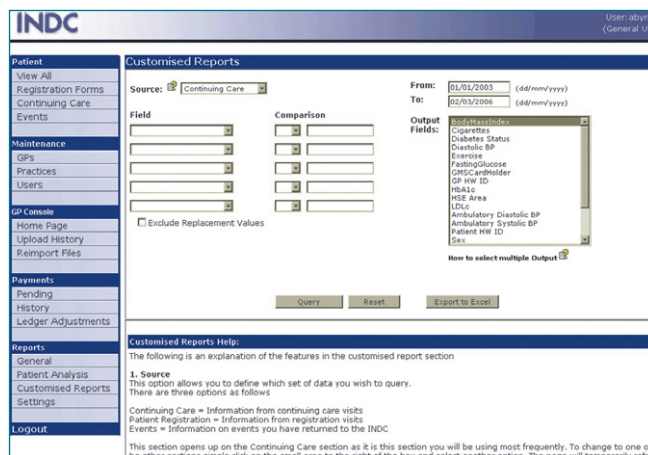 INDC
User: abyr
(General U
Patient
View All
Registration Forms
Continuing Care
Events
Maintenance
GPs
Practices
Users
GP Console
Home Page
Upload History
Reimport Files
Payments
Pending
History
Ledger Adjustments
Reports
General
Patient Analysis
Customised Reports
Settings
Logout
Customised Reports
Source: Continuing Care
From: 01/01/2003 (dd/mm/yyyy)
To: 02/03/2006 (dd/mm/yyyy)
Field Comparison
Exclude Replacement Values
Output Fields:
BodyMassIndex
Cigarettes
Diabetes Status
Diastolic BP
Exercise
FastingGlucose
GMSCardHolder
GP HW ID
HbA1c
HSE Area
LDLc
Ambulatory Diastolic BP
Ambulatory Systolic BP
Patient HW ID
Sex
How to select multiple Output
Query Reset Export to Excel
Customised Reports Help:
The following is an explanation of the features in the customised report section
1. Source
This option allows you to define which set of data you wish to query.
There are three options as follows
Continuing Care = Information from continuing care visits
Patient Registration = Information from registration visits
Events = Information on events you have returned to the INDC
This section opens up on the Continuing Care section as it is this section you will be using most frequently. To change to one o